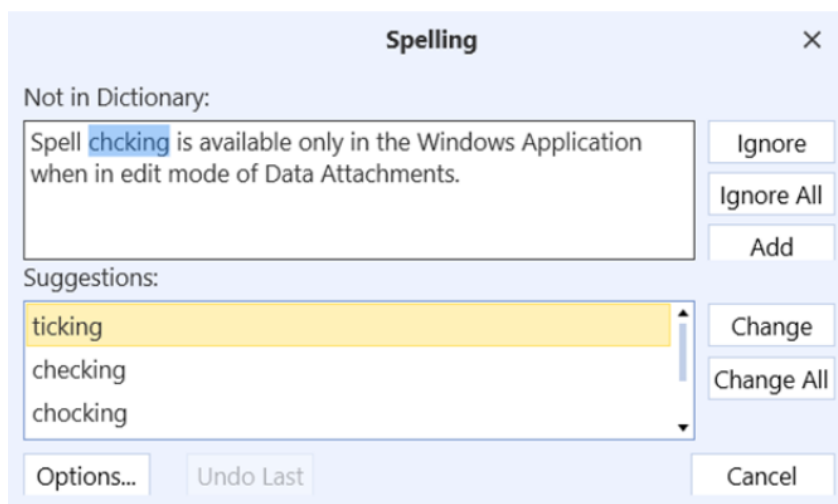 Spelling
Not in Dictionary:
Spell chcking is available only in the Windows Application
when in edit mode of Data Attachments.
Ignore
Ignore All
Add
Suggestions:
ticking
checking
chocking
Change
Change All
Options...
Undo Last
Cancel